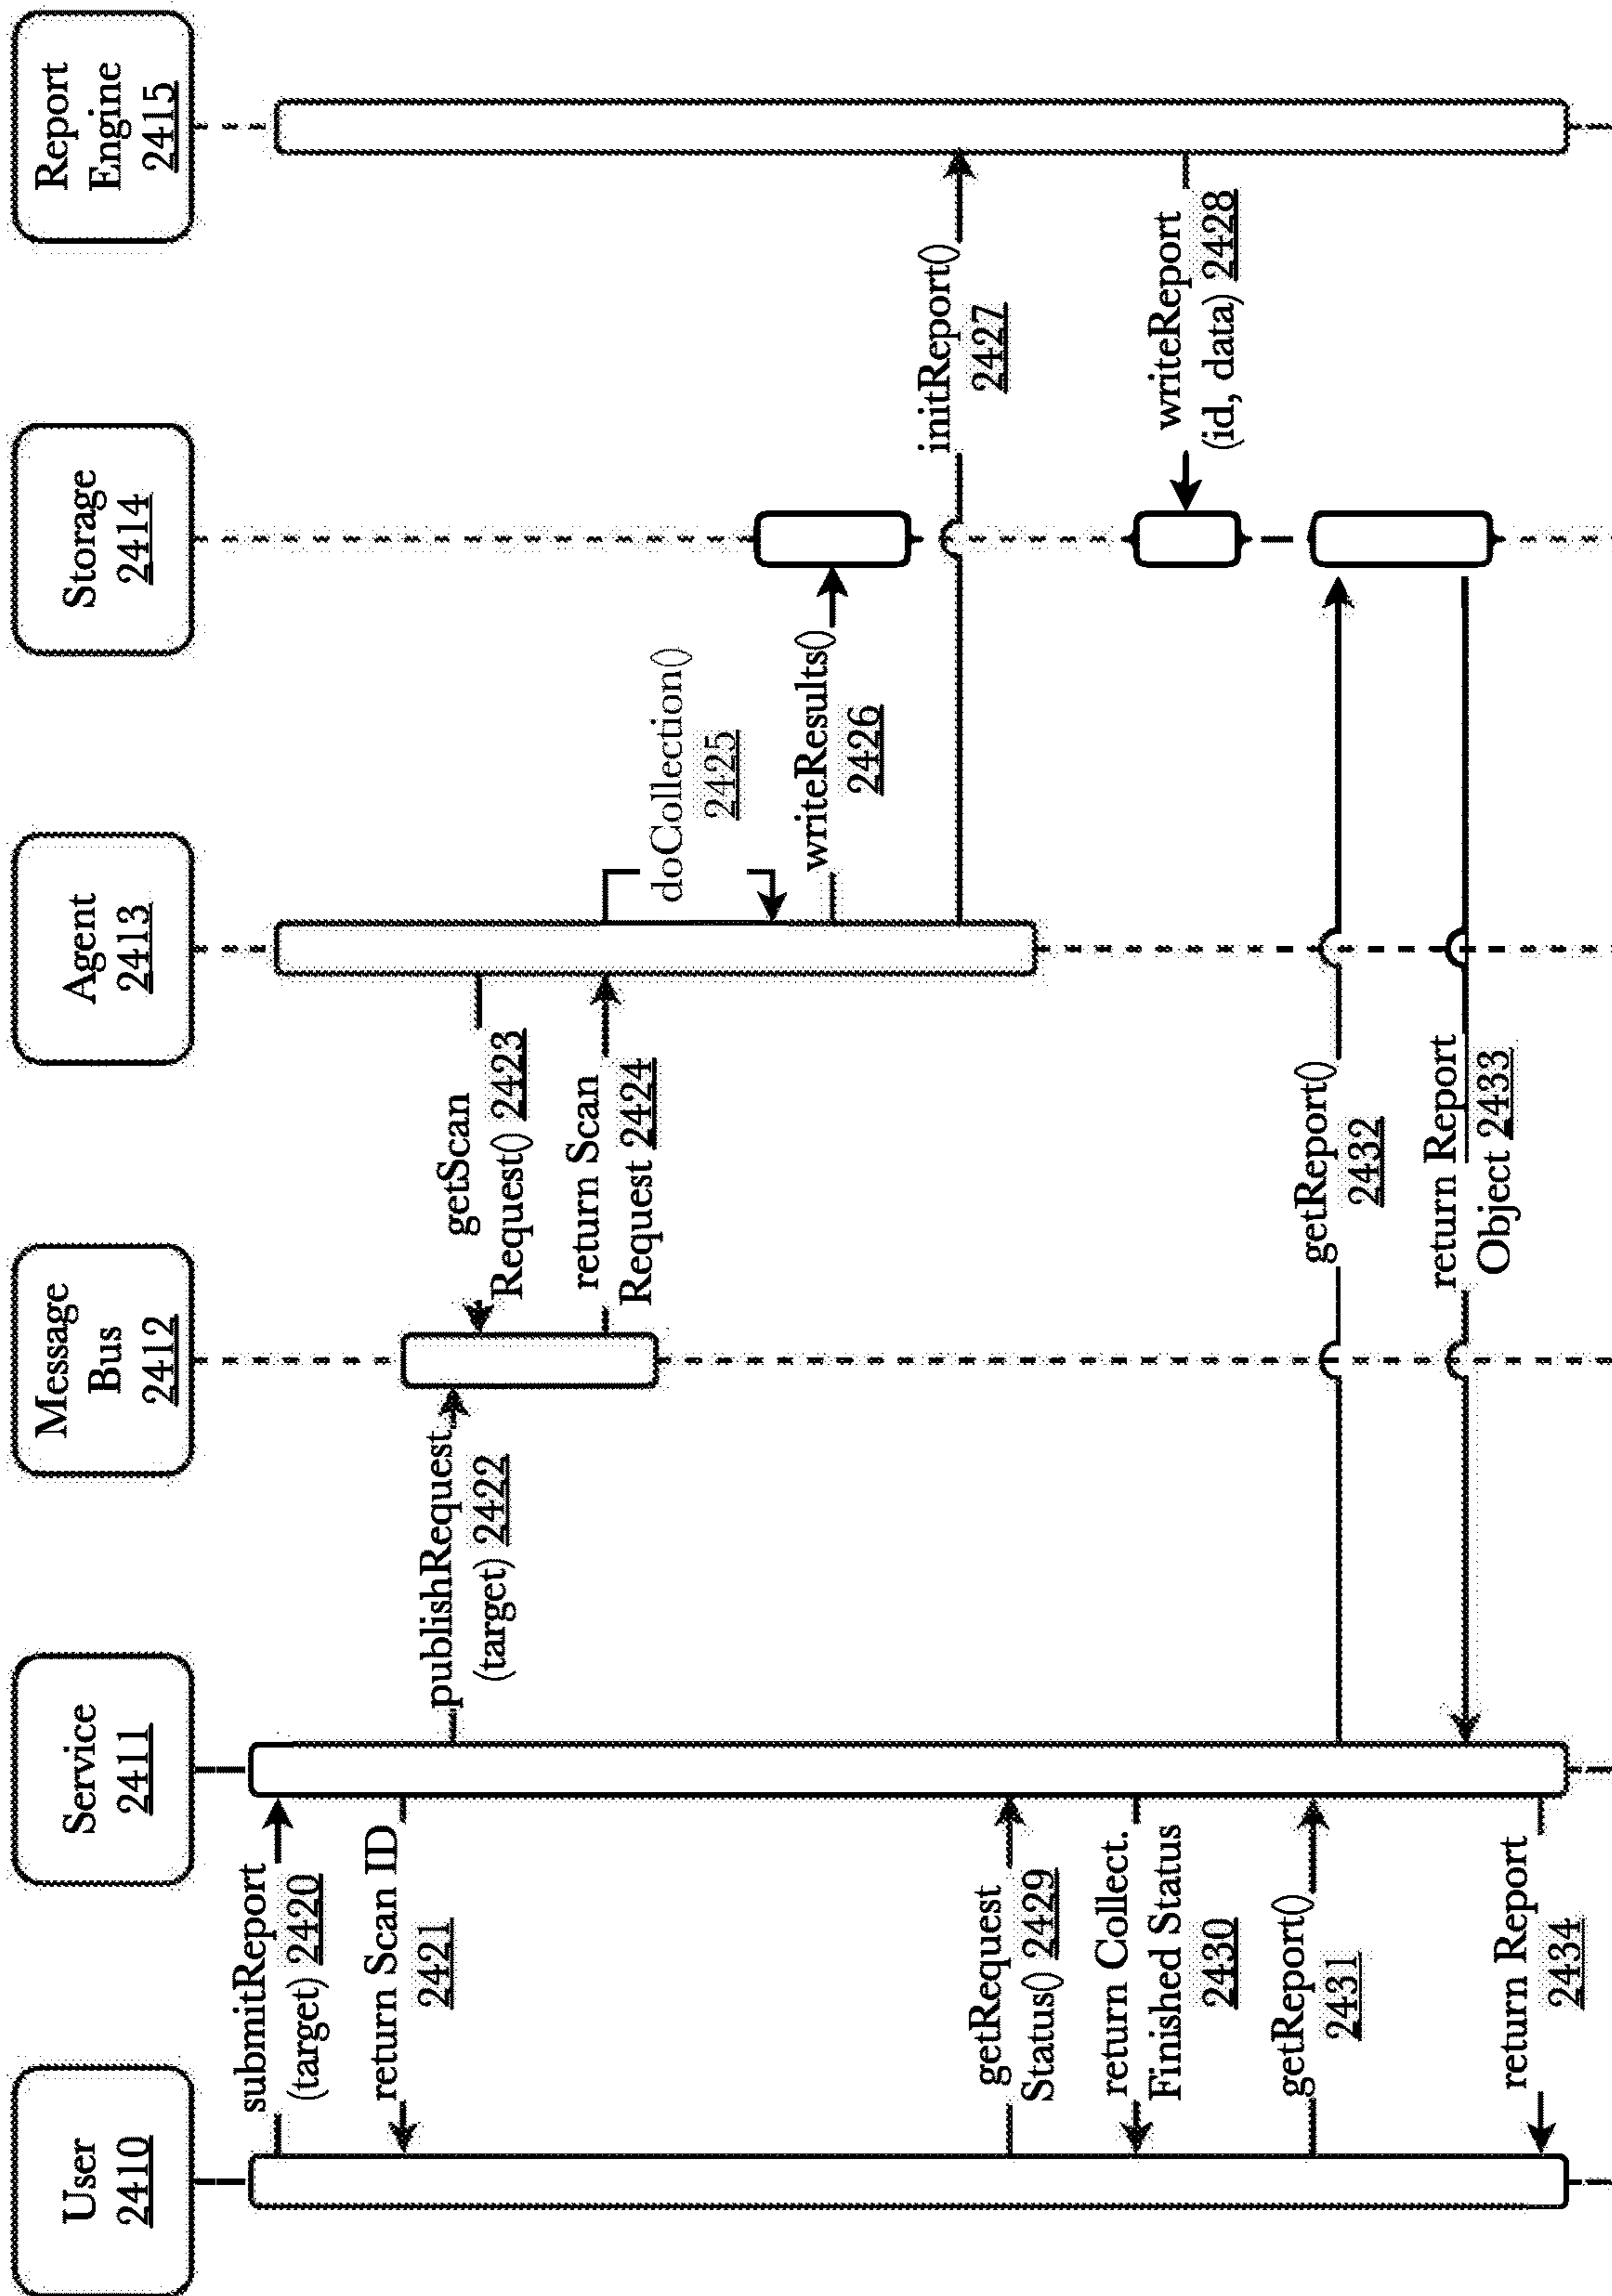 User
2410
Service
2411
Message
Bus
2412
Agent
2413
Storage
2414
Report
Engine
2415
submitReport
(target) 2420
return Scan ID
2421
publishRequest
(target) 2422
getScan
Request() 2423
return Scan
Request 2424
doCollection()
2425
writeResults()
2426
initReport()
2427
writeReport
(id, data) 2428
getRequest
Status() 2429
return Collect.
Finished Status
2430
getReport()
2431
getReport()
2432
return Report
Object 2433
return Report
2434